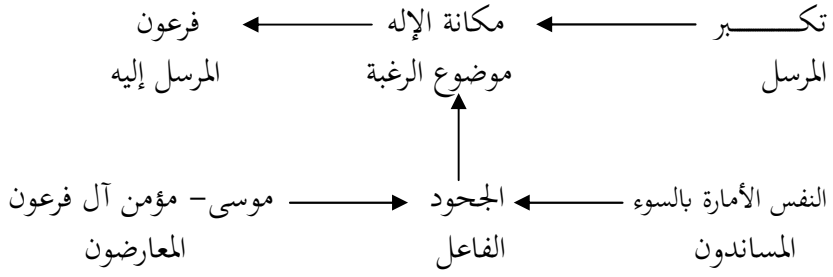 تكبر مكانة الإله فرعون
المرسل موضوع الرغبة المرسل إليه
النفس الأمارة بالسوء الجحود موسى– مؤمن آل فرعون
المساندون الفاعل المعارضون